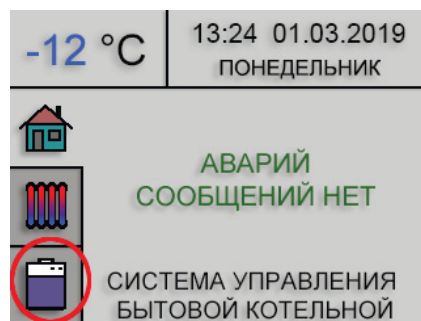 -12 °C
13:24 01.03.2019
ПОНЕДЕЛЬНИК
АВАРИЙ
СООБЩЕНИЙ НЕТ
СИСТЕМА УПРАВЛЕНИЯ
БЫТОВОЙ КОТЕЛЬНОЙ